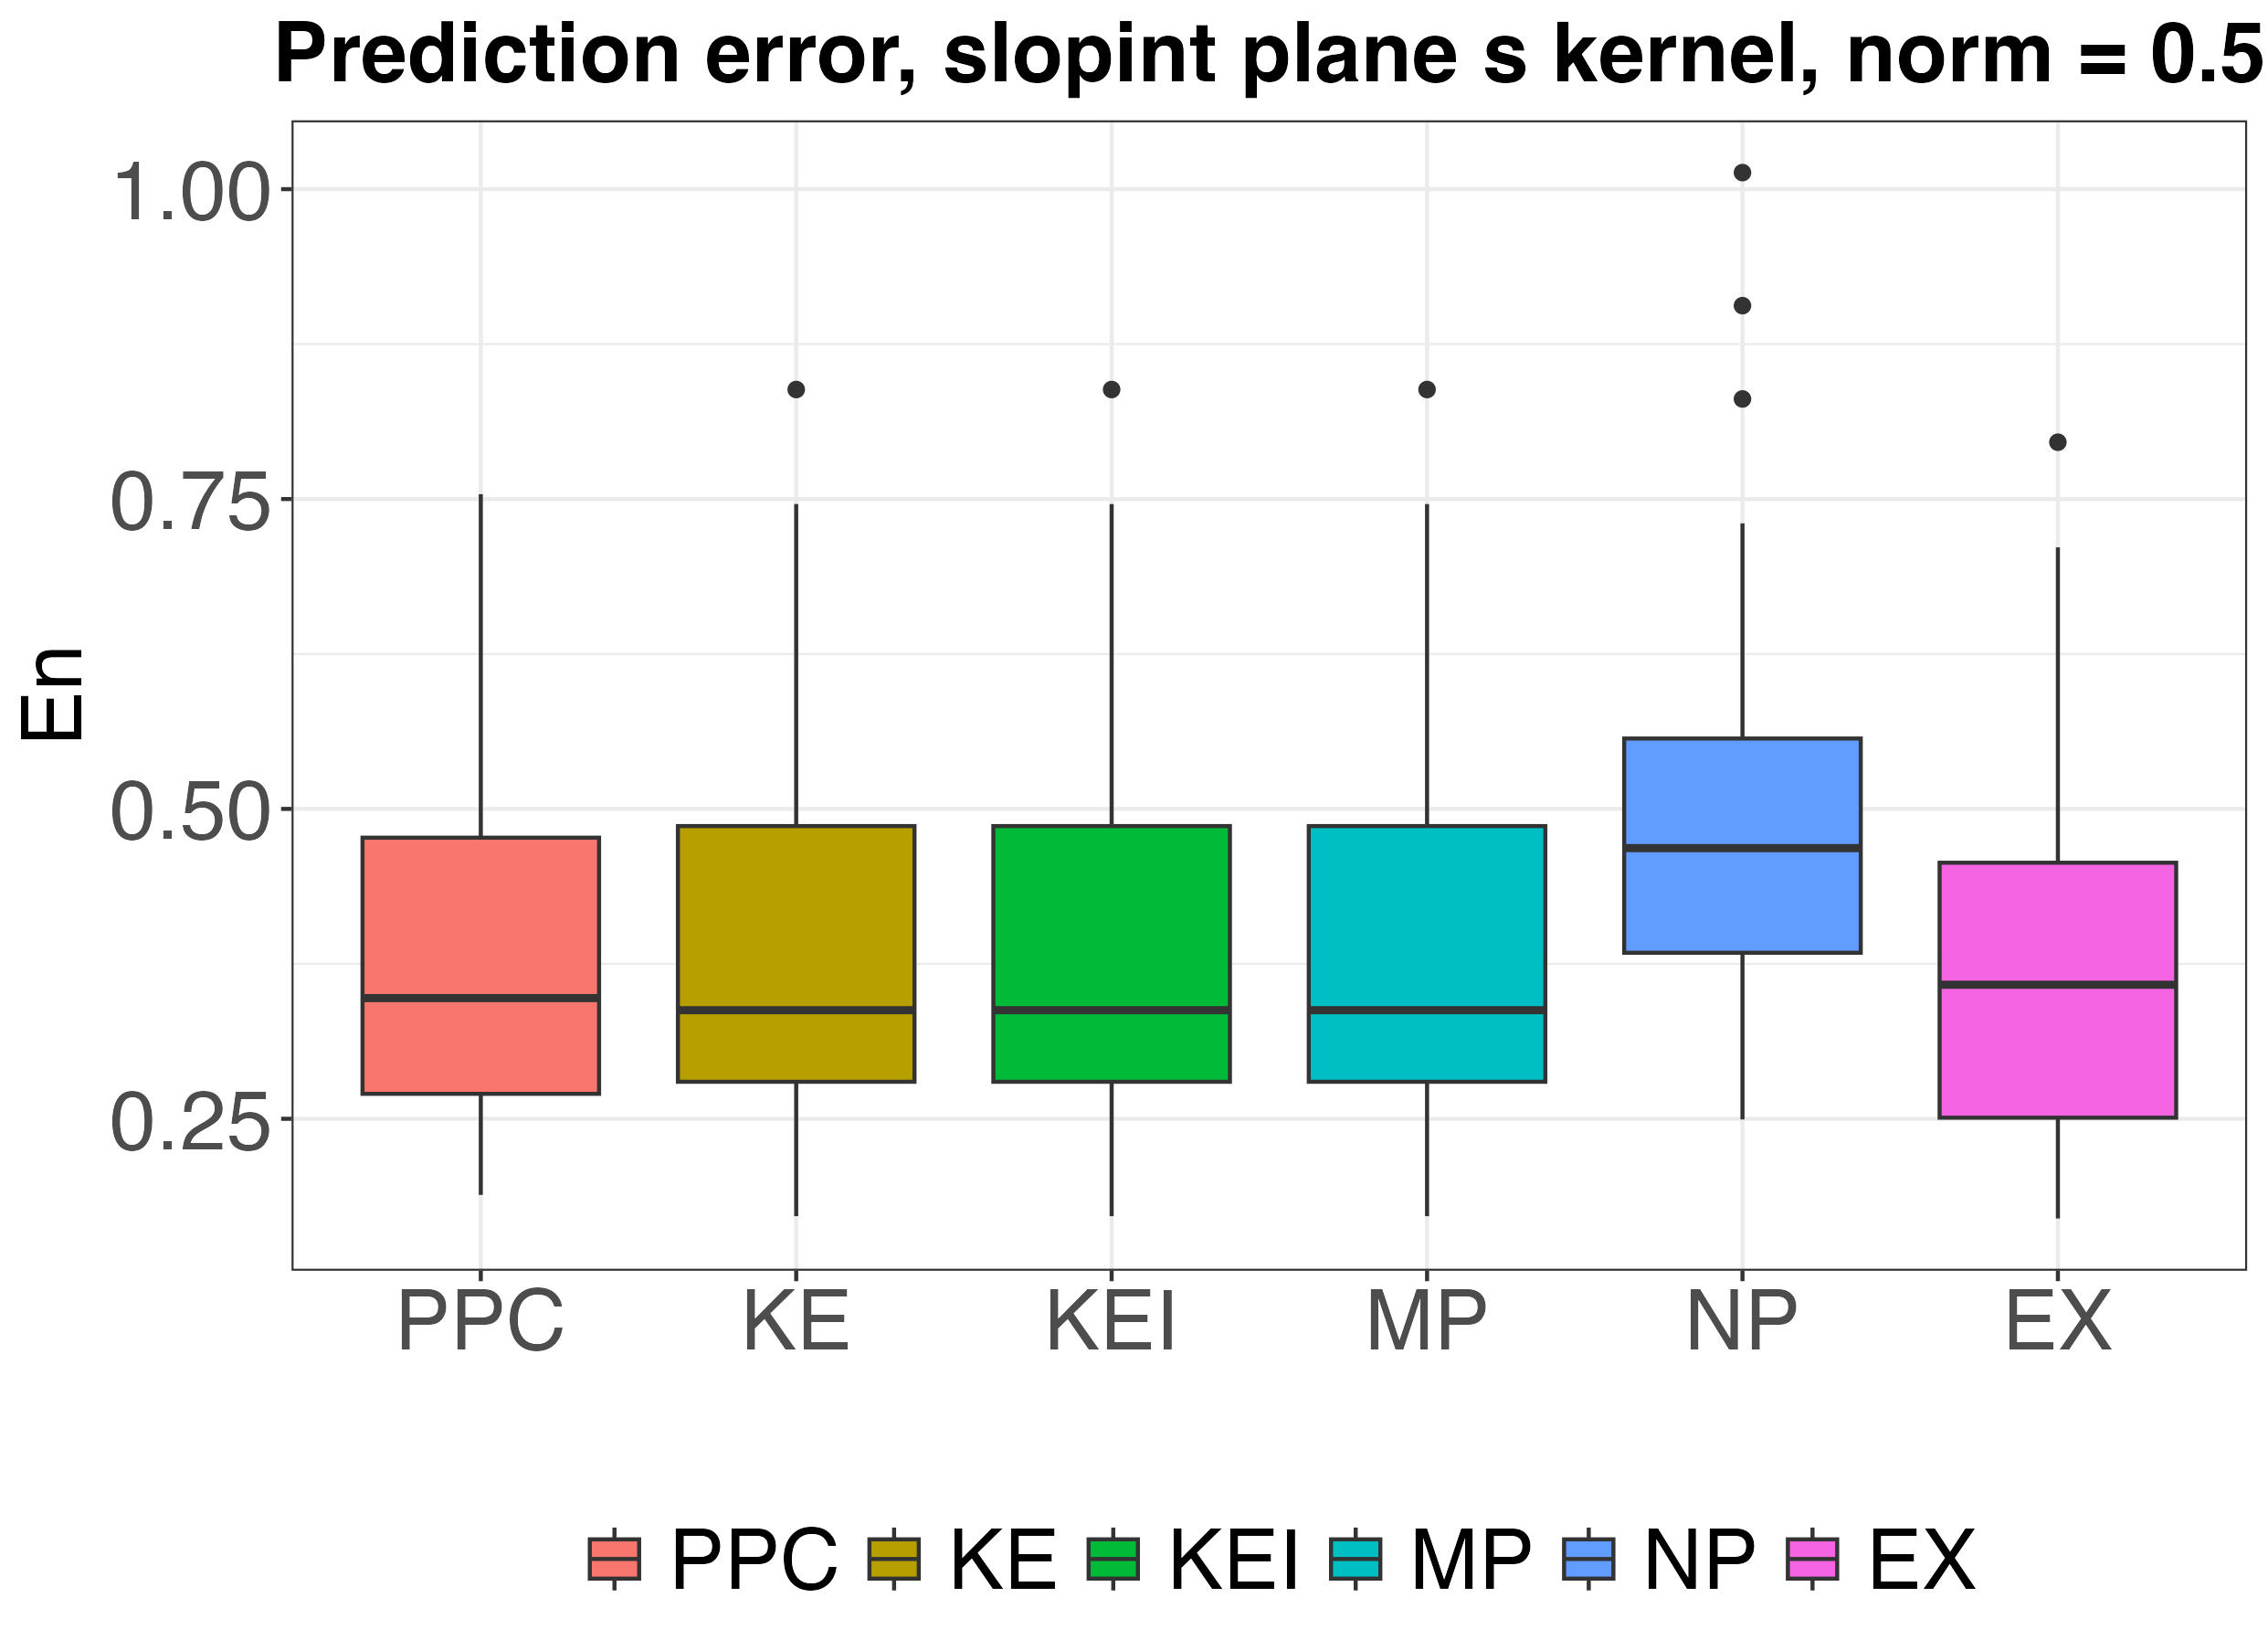 Prediction error, slopint plane s kernel, norm = 0.5
1.00
0.75
0.50
0.25
En
PPC KE KEI MP NP EX
PPC KE KEI MP NP EX